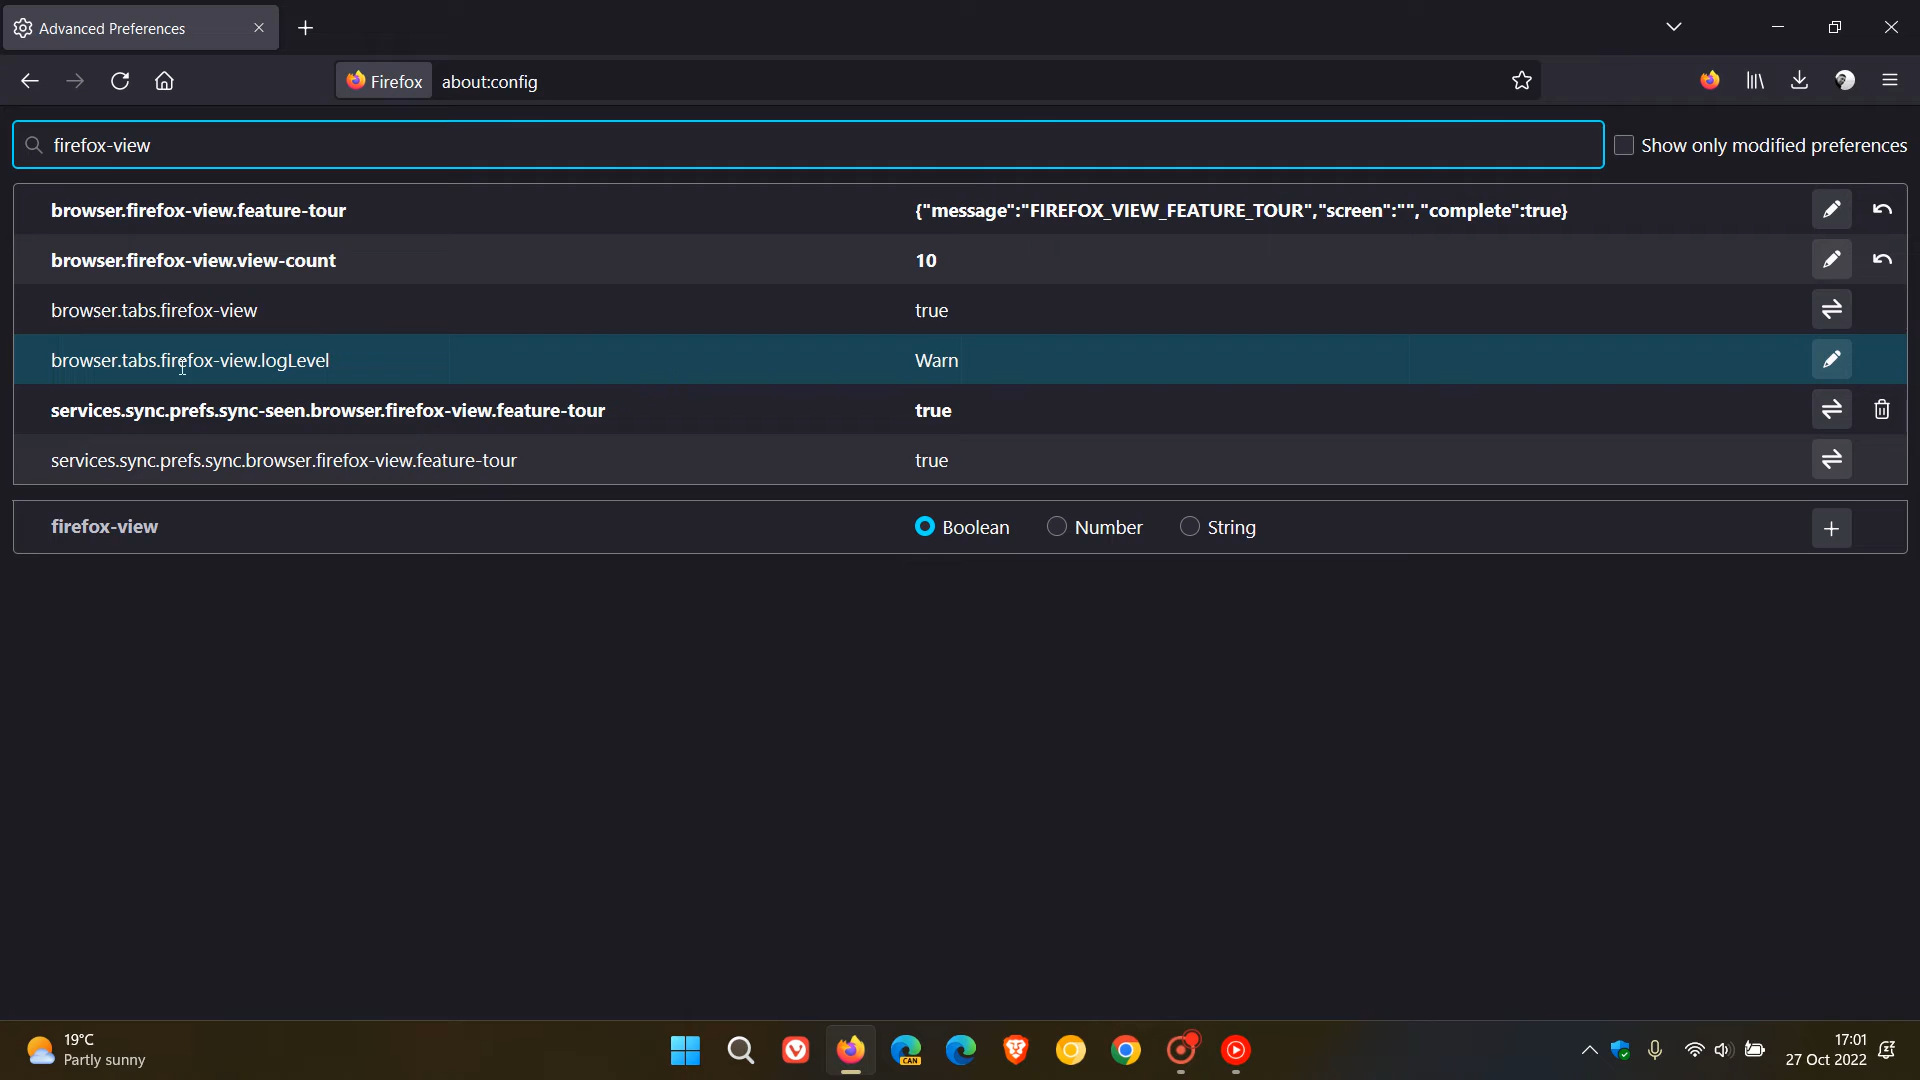 Advanced Preferences
Firefox about:config
firefox-view
Show only modified preferences
browser.firefox-view.feature-tour {"message":"FIREFOX_VIEW_FEATURE_TOUR","screen":"","complete":true}
browser.firefox-view.view-count 10
browser.tabs.firefox-view true
browser.tabs.firefox-view.logLevel Warn
services.sync.prefs.sync-seen.browser.firefox-view.feature-tour true
services.sync.prefs.sync.browser.firefox-view.feature-tour true
firefox-view Boolean Number String
19°C
Partly sunny
CAN
17:01
27 Oct 2022